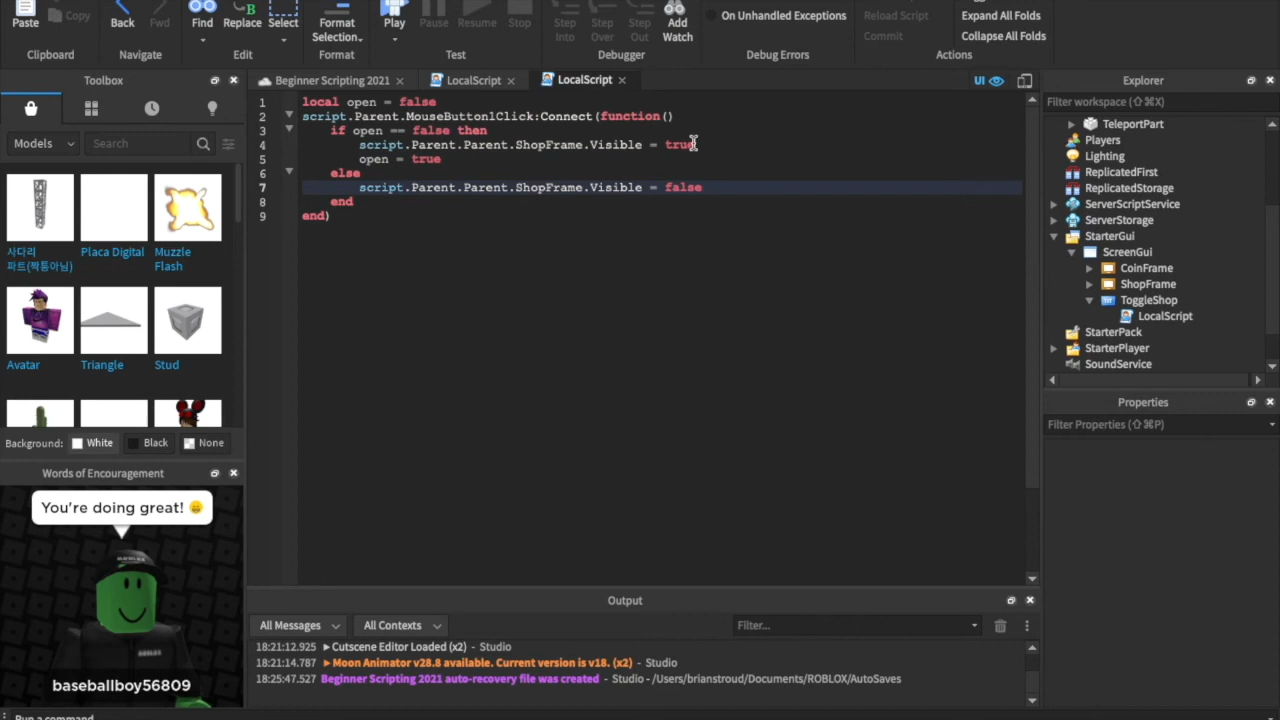 Paste
Copy
Back
Fwd
Find
Replace
Select
Format
Selection
Play
Pause
Resume
Stop
Step
Into
Step
Over
Step
Out
Add
Watch
On Unhandled Exceptions
Reload Script
Commit
Expand All Folds
Collapse All Folds
Clipboard
Navigate
Edit
Format
Test
Debugger
Debug Errors
Actions
Toolbox
Beginner Scripting 2021
LocalScript
LocalScript
UI
Explorer
Models
Search
사다리
파트(짝퉁아님)
Placa Digital
Muzzle
Flash
Avatar
Triangle
Stud
Background:
White
Black
None
Words of Encouragement
You're doing great! 😀
baseballboy56809
1 local open = false
2 script.Parent.MouseButton1Click:Connect(function()
3 if open == false then
4 script.Parent.Parent.ShopFrame.Visible = true
5 open = true
6 else
7 script.Parent.Parent.ShopFrame.Visible = false
8 end
9 end)
Filter workspace (⇧⌘X)
TeleportPart
Players
Lighting
ReplicatedFirst
ReplicatedStorage
ServerScriptService
ServerStorage
StarterGui
ScreenGui
CoinFrame
ShopFrame
ToggleShop
LocalScript
StarterPack
StarterPlayer
SoundService
Properties
Filter Properties (⇧⌘P)
Output
All Messages
All Contexts
Filter...
18:21:12.925 ▶Cutscene Editor Loaded (x2) - Studio
18:21:14.787 ▶Moon Animator v28.8 available. Current version is v18. (x2) - Studio
18:25:47.527 Beginner Scripting 2021 auto-recovery file was created - Studio - /Users/brianstroud/Documents/ROBLOX/AutoSaves
Run a command